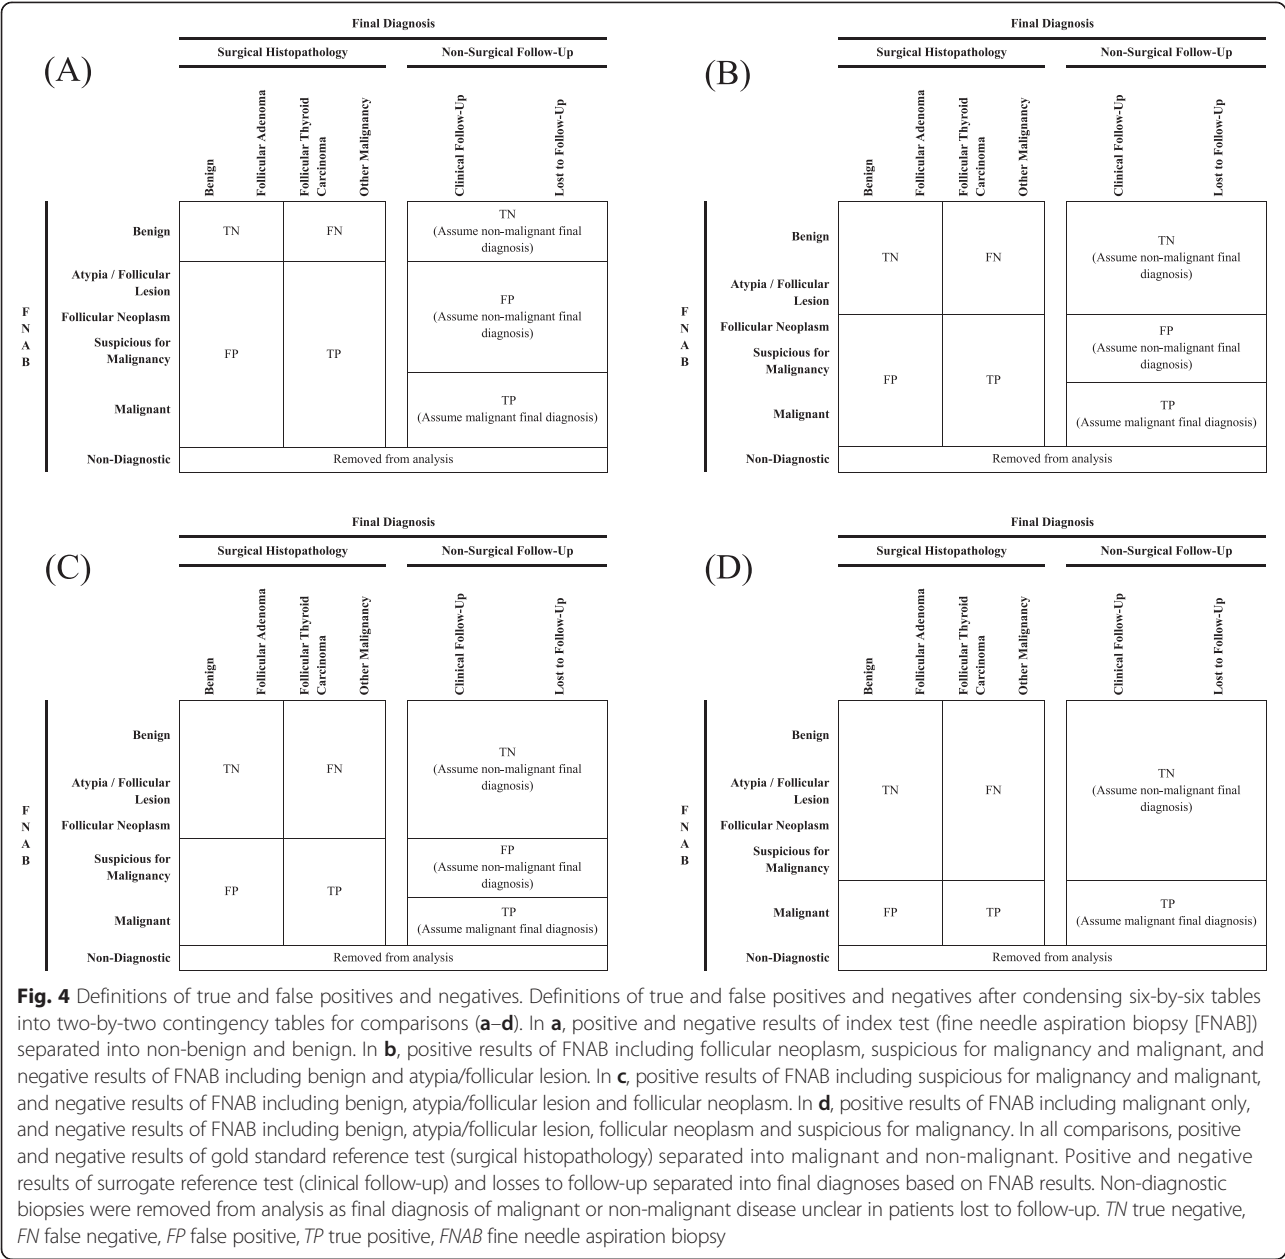 Final Diagnosis
Surgical Histopathology
Non-Surgical Follow-Up
(A)
Benign
Follicular Adenoma
Follicular Thyroid
Carcinoma
Other Malignancy
Clinical Follow-Up
Lost to Follow-Up
F
N
A
B
Benign
TN
FN
TN
(Assume non-malignant final
diagnosis)
Atypia / Follicular
Lesion
Follicular Neoplasm
Suspicious for
Malignancy
Malignant
FP
TP
FP
(Assume non-malignant final
diagnosis)
TP
(Assume malignant final diagnosis)
Non-Diagnostic
Removed from analysis
Final Diagnosis
Surgical Histopathology
Non-Surgical Follow-Up
(B)
Benign
Follicular Adenoma
Follicular Thyroid
Carcinoma
Other Malignancy
Clinical Follow-Up
Lost to Follow-Up
F
N
A
B
Benign
Atypia / Follicular
Lesion
TN
FN
TN
(Assume non-malignant final
diagnosis)
Follicular Neoplasm
Suspicious for
Malignancy
Malignant
FP
TP
FP
(Assume non-malignant final
diagnosis)
TP
(Assume malignant final diagnosis)
Non-Diagnostic
Removed from analysis
Final Diagnosis
Surgical Histopathology
Non-Surgical Follow-Up
(C)
Benign
Follicular Adenoma
Follicular Thyroid
Carcinoma
Other Malignancy
Clinical Follow-Up
Lost to Follow-Up
F
N
A
B
Benign
Atypia / Follicular
Lesion
Follicular Neoplasm
TN
FN
TN
(Assume non-malignant final
diagnosis)
Suspicious for
Malignancy
Malignant
FP
TP
FP
(Assume non-malignant final
diagnosis)
TP
(Assume malignant final diagnosis)
Non-Diagnostic
Removed from analysis
Final Diagnosis
Surgical Histopathology
Non-Surgical Follow-Up
(D)
Benign
Follicular Adenoma
Follicular Thyroid
Carcinoma
Other Malignancy
Clinical Follow-Up
Lost to Follow-Up
F
N
A
B
Benign
Atypia / Follicular
Lesion
Follicular Neoplasm
Suspicious for
Malignancy
TN
FN
TN
(Assume non-malignant final
diagnosis)
Malignant
FP
TP
TP
(Assume malignant final diagnosis)
Non-Diagnostic
Removed from analysis
Fig. 4 Definitions of true and false positives and negatives. Definitions of true and false positives and negatives after condensing six-by-six tables
into two-by-two contingency tables for comparisons (a–d). In a, positive and negative results of index test (fine needle aspiration biopsy [FNAB])
separated into non-benign and benign. In b, positive results of FNAB including follicular neoplasm, suspicious for malignancy and malignant, and
negative results of FNAB including benign and atypia/follicular lesion. In c, positive results of FNAB including suspicious for malignancy and malignant,
and negative results of FNAB including benign, atypia/follicular lesion and follicular neoplasm. In d, positive results of FNAB including malignant only,
and negative results of FNAB including benign, atypia/follicular lesion, follicular neoplasm and suspicious for malignancy. In all comparisons, positive
and negative results of gold standard reference test (surgical histopathology) separated into malignant and non-malignant. Positive and negative
results of surrogate reference test (clinical follow-up) and losses to follow-up separated into final diagnoses based on FNAB results. Non-diagnostic
biopsies were removed from analysis as final diagnosis of malignant or non-malignant disease unclear in patients lost to follow-up. TN true negative,
FN false negative, FP false positive, TP true positive, FNAB fine needle aspiration biopsy